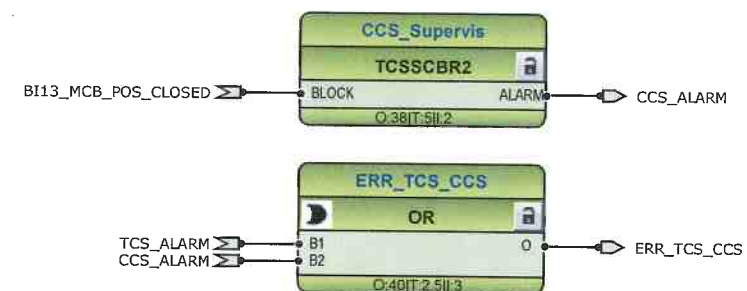 CCS_Supervis
TCSSCBR2
BI13_MCB_POS_CLOSED
BLOCK
ALARM
CCS_ALARM
O:38|T:5|I:2
ERR_TCS_CCS
OR
TCS_ALARM
B1
O
ERR_TCS_CCS
CCS_ALARM
B2
O:40|T:2.5|I:3